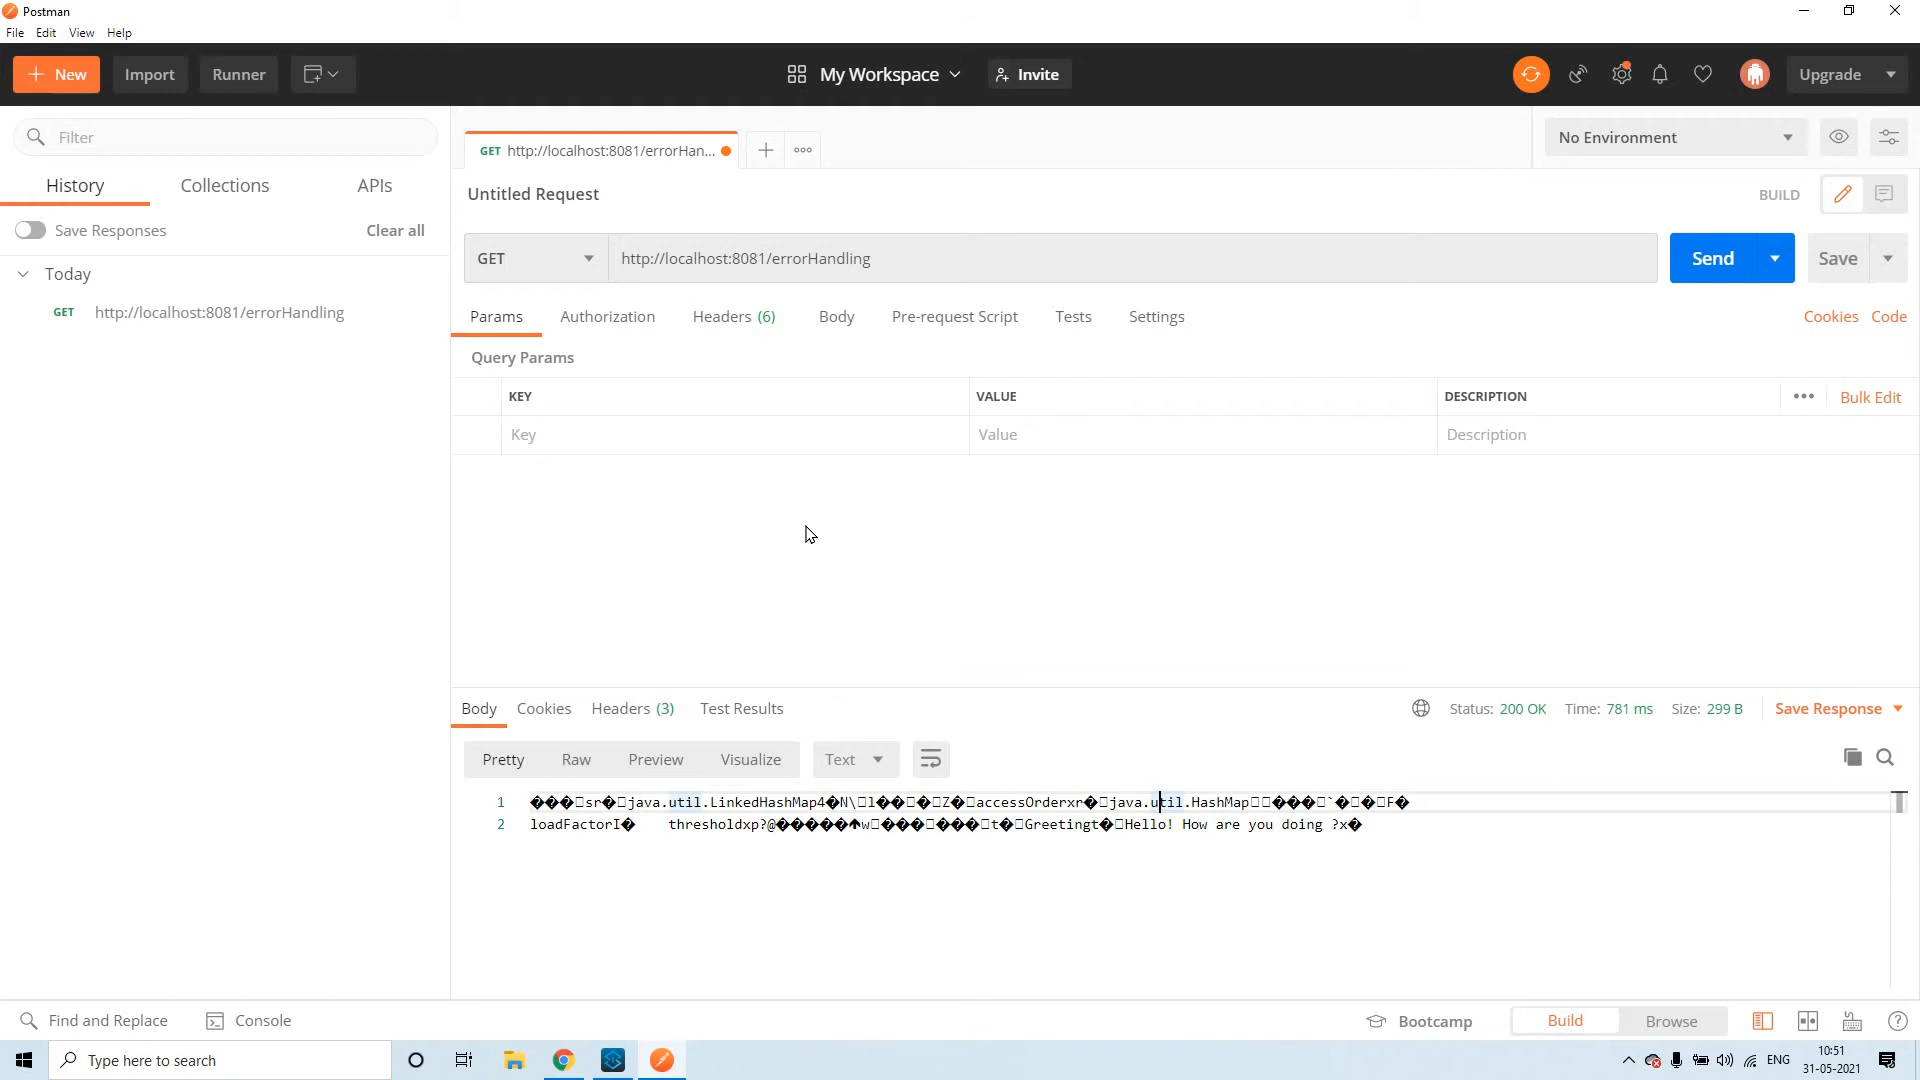 Postman
File Edit View Help
New Import Runner My Workspace Invite Upgrade
Filter
GET http://localhost:8081/errorHan...
No Environment
History Collections APIs
Untitled Request
BUILD
Save Responses Clear all
GET http://localhost:8081/errorHandling Send Save
Today
GET http://localhost:8081/errorHandling
Params Authorization Headers (6) Body Pre-request Script Tests Settings Cookies Code
Query Params
KEY VALUE DESCRIPTION Bulk Edit
Key Value Description
Body Cookies Headers (3) Test Results Status: 200 OK Time: 781 ms Size: 299 B Save Response
Pretty Raw Preview Visualize Text
1 ���sr�java.util.LinkedHashMap4�N\l���Z�accessOrderxr�java.util.HashMap���`��F�
2 loadFactorI� thresholdxp?@�����w������t�Greetingt�Hello! How are you doing ?x�
Find and Replace Console Bootcamp Build Browse
Type here to search ENG 10:51
31-05-2021